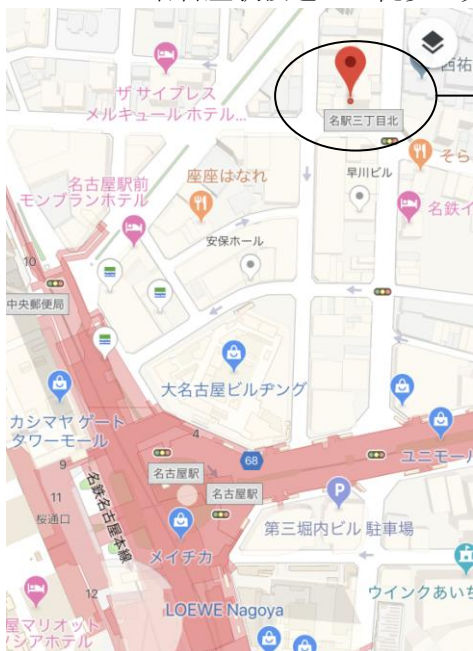 西祐
ザ サイプレス
メルキュールホテル...
名駅三丁目北
そら
座座はなれ
早川ビル
名古屋駅前
モンブランホテル
名鉄イ
安保ホール
10
中央郵便局
大名古屋ビルヂング
カシマヤ ゲート
タワーモール
4
68
ユニモール
9
名古屋駅
名古屋駅
11
桜通口
名鉄名古屋本線
P
第三堀内ビル 駐車場
メイチカ
12
ウインクあいち
LOEWE Nagoya
屋マリオット
シアホテル